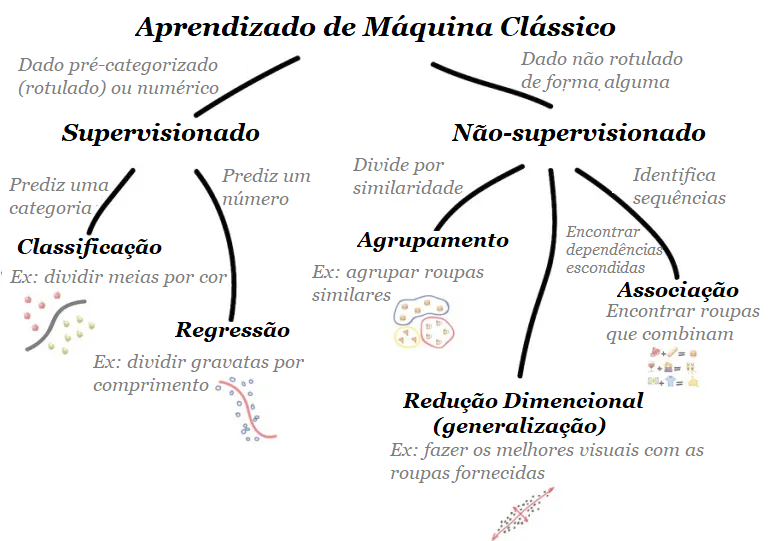 Aprendizado de Máquina Clássico
Dado pré-categorizado
(rotulado) ou numérico
Dado não rotulado
de forma alguma
Supervisionado
Não-supervisionado
Prediz uma
categoria
Prediz um
número
Divide por
similaridade
Identifica
sequências
Classificação
Ex: dividir meias por cor
Regressão
Ex: dividir gravatas por
comprimento
Agrupamento
Ex: agrupar roupas
similares
Encontrar
dependências
escondidas
Associação
Encontrar roupas
que combinam
Redução Dimencional
(generalização)
Ex: fazer os melhores visuais com as
roupas fornecidas